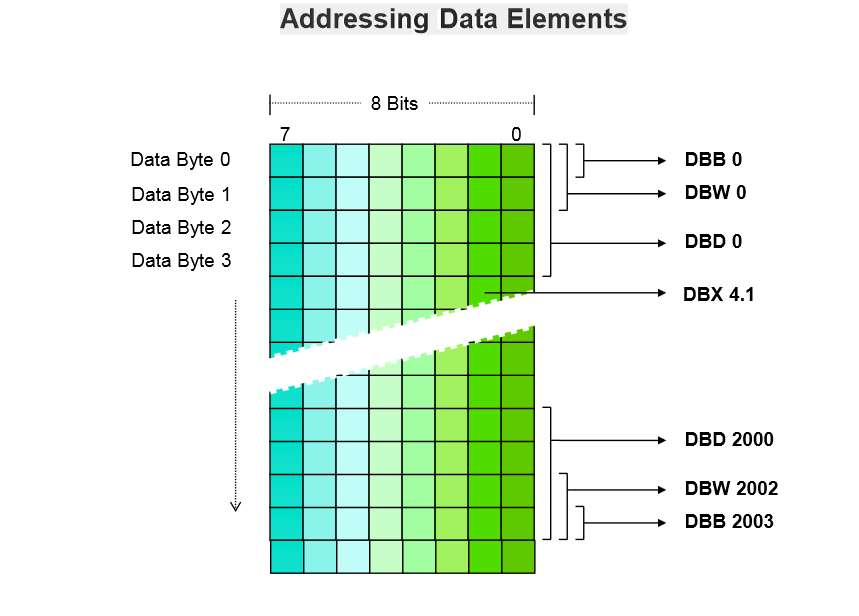 Addressing Data Elements
8 Bits
7 0
Data Byte 0 DBB 0
Data Byte 1 DBW 0
Data Byte 2
DBD 0
Data Byte 3
DBX 4.1
DBD 2000
DBW 2002
DBB 2003